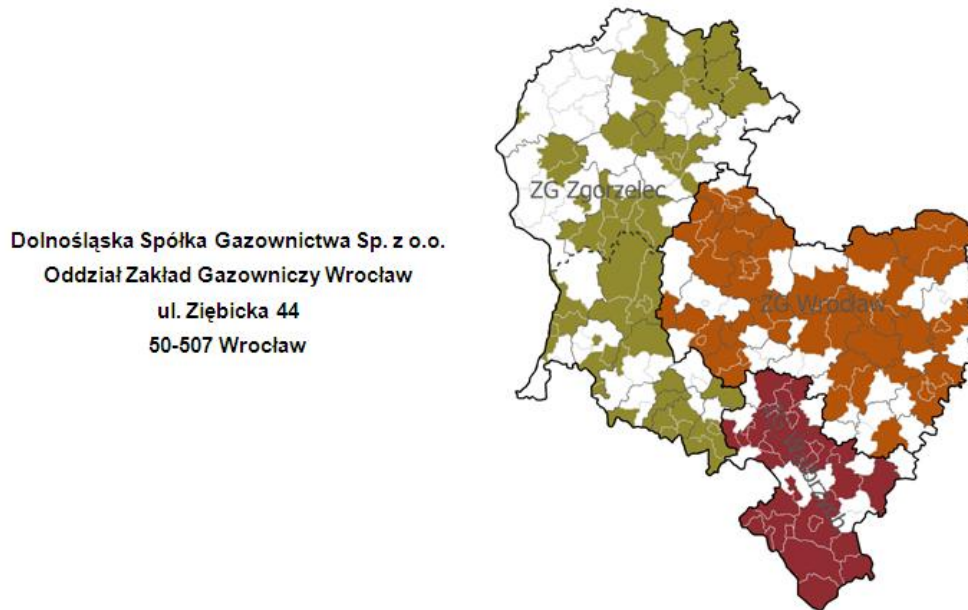 Dolnośląska Spółka Gazownictwa Sp. z o.o.
Oddział Zakład Gazowniczy Wrocław
ul. Ziębicka 44
50-507 Wrocław
ZG Zgorzelec
ZG Wrocław